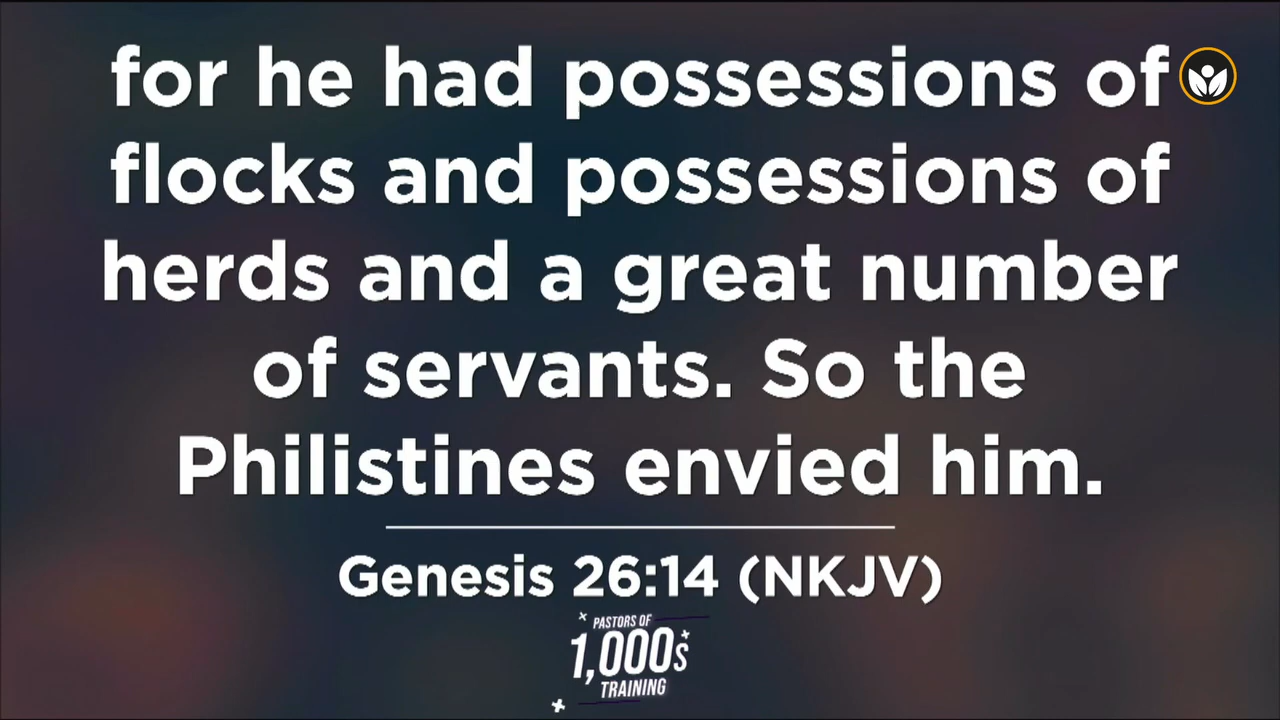 for he had possessions of
flocks and possessions of
herds and a great number
of servants. So the
Philistines envied him.
Genesis 26:14 (NKJV)
PASTORS OF
1,000s
TRAINING